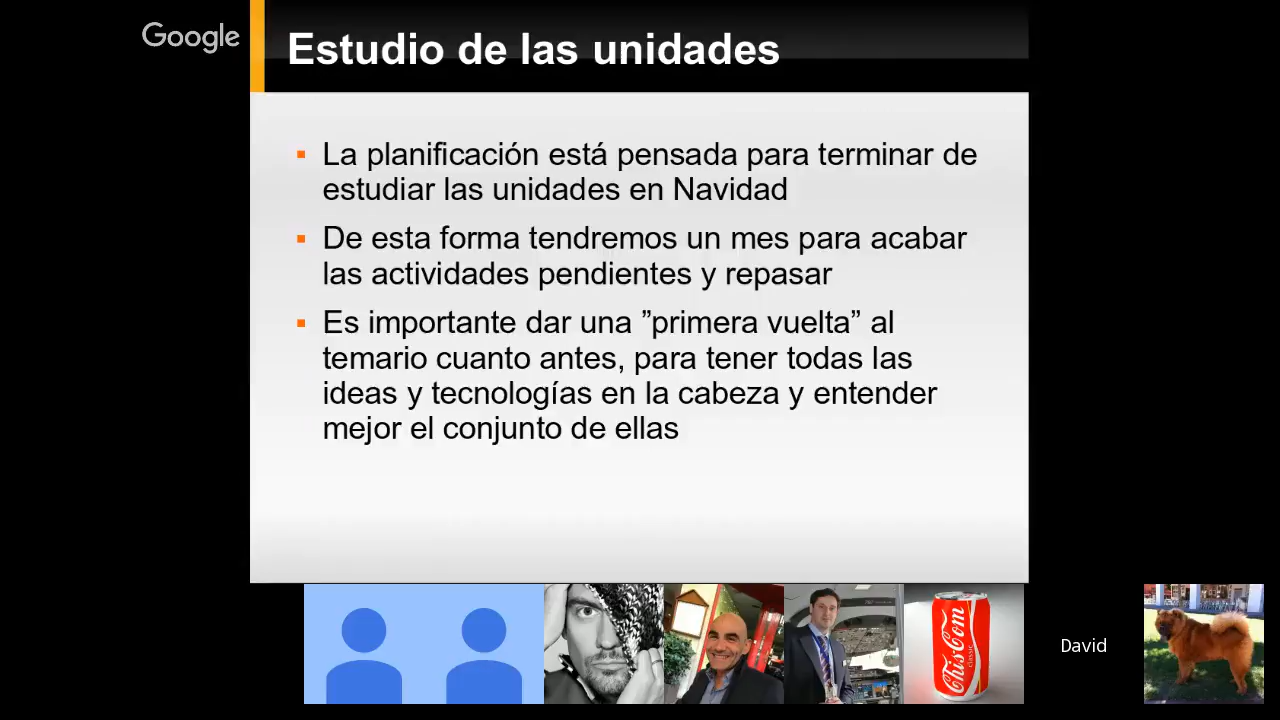 Google
Estudio de las unidades
La planificación está pensada para terminar de
estudiar las unidades en Navidad
De esta forma tendremos un mes para acabar
las actividades pendientes y repasar
Es importante dar una ”primera vuelta” al
temario cuanto antes, para tener todas las
ideas y tecnologías en la cabeza y entender
mejor el conjunto de ellas
ChisCom
classic
David